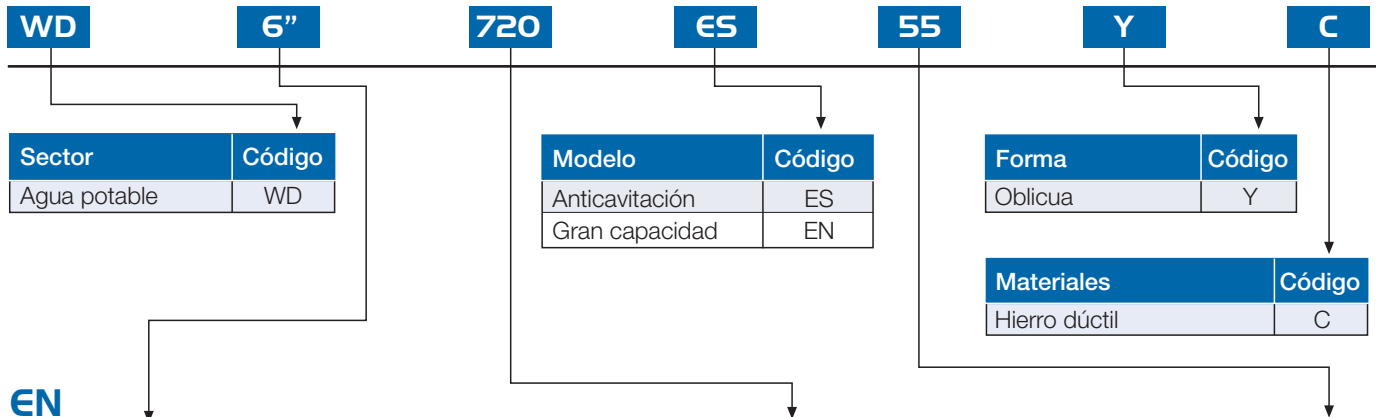 WD 6” 720 ES 55 Y C
Sector Código
Agua potable WD
Modelo Código
Anticavitación ES
Gran capacidad EN
Forma Código
Oblicua Y
Materiales Código
Hierro dúctil C
EN